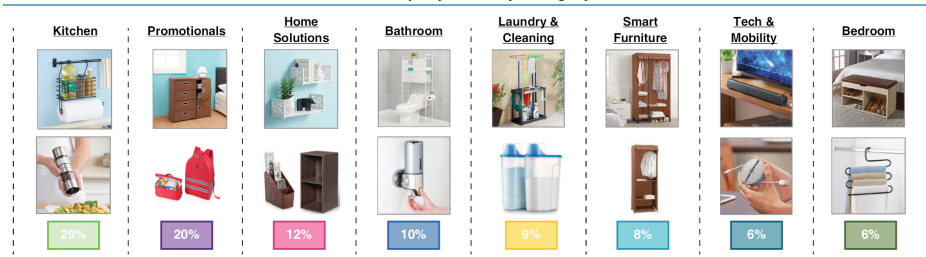 Kitchen
Promotionals
Home
Solutions
Bathroom
Laundry &
Cleaning
Smart
Furniture
Tech &
Mobility
Bedroom
29%
20%
12%
10%
9%
8%
6%
6%